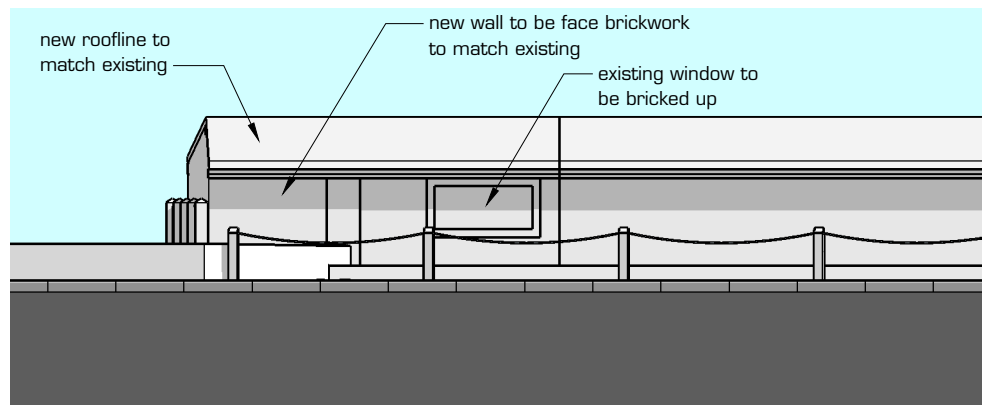 new roofline to
match existing
new wall to be face brickwork
to match existing
existing window to
be bricked up